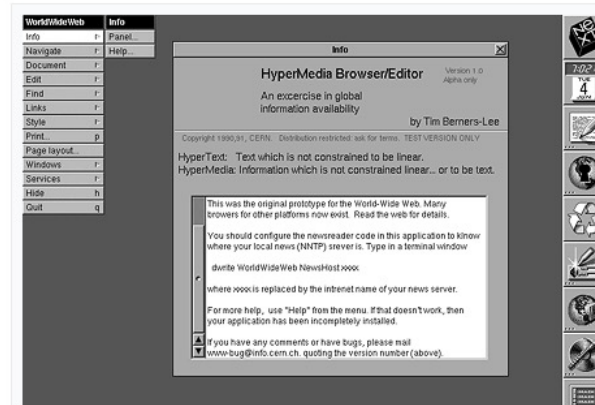 WorldWideWeb
Info
Navigate
Document
Edit
Find
Links
Style
Print... p
Page layout...
Windows
Services
Hide h
Quit q
Info
Panel...
Help...
Info
HyperMedia Browser/Editor
Version 1.0
Alpha only
An excercise in global
information availability
by Tim Berners-Lee
Copyright 1990,91, CERN. Distribution restricted: ask for terms. TEST VERSION ONLY
HyperText: Text which is not constrained to be linear.
HyperMedia: Information which is not constrained linear... or to be text.
This was the original prototype for the World-Wide Web. Many
browers for other platforms now exist. Read the web for details.
You should configure the newsreader code in this application to klnow
where your local news (NNTP) srever is. Type in a terminal window
dwrite WorldWideWeb NewsHost xxxx
where xxxx is replaced by the intrenet name of your news server.
For more help, use "Help" from the menu. If that doesn't work, then
your application has been incompletely installed.
If you have any comments or have bugs, please mail
www-bug@info.cern.ch. quoting the version number (above).
7:02
TUE
4